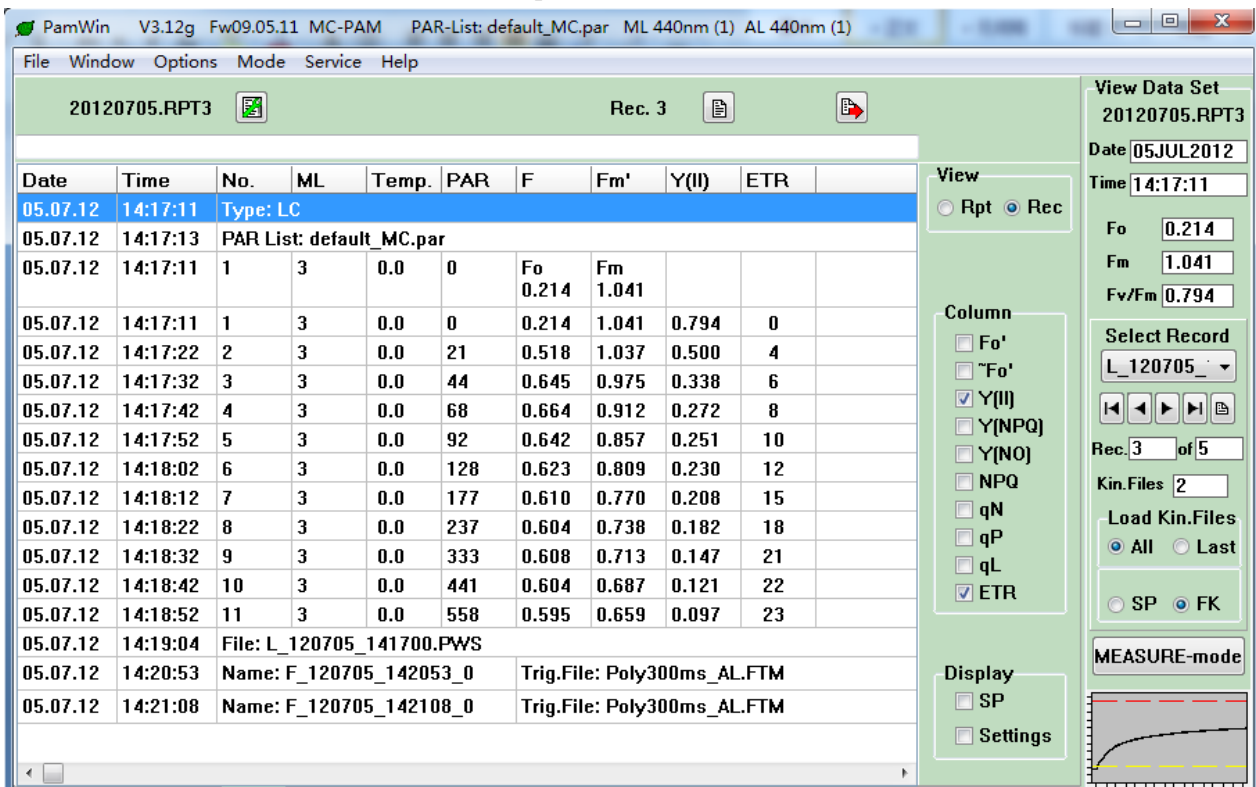 PamWin V3.12g Fw09.05.11 MC-PAM PAR-List: default_MC.par ML 440nm (1) AL 440nm (1)
File Window Options Mode Service Help
20120705.RPT3 Rec. 3
Date Time No. ML Temp. PAR F Fm' Y(II) ETR
05.07.12 14:17:11 Type: LC
05.07.12 14:17:13 PAR List: default_MC.par
05.07.12 14:17:11 1 3 0.0 0 Fo Fm
0.214 1.041
05.07.12 14:17:11 1 3 0.0 0 0.214 1.041 0.794 0
05.07.12 14:17:22 2 3 0.0 21 0.518 1.037 0.500 4
05.07.12 14:17:32 3 3 0.0 44 0.645 0.975 0.338 6
05.07.12 14:17:42 4 3 0.0 68 0.664 0.912 0.272 8
05.07.12 14:17:52 5 3 0.0 92 0.642 0.857 0.251 10
05.07.12 14:18:02 6 3 0.0 128 0.623 0.809 0.230 12
05.07.12 14:18:12 7 3 0.0 177 0.610 0.770 0.208 15
05.07.12 14:18:22 8 3 0.0 237 0.604 0.738 0.182 18
05.07.12 14:18:32 9 3 0.0 333 0.608 0.713 0.147 21
05.07.12 14:18:42 10 3 0.0 441 0.604 0.687 0.121 22
05.07.12 14:18:52 11 3 0.0 558 0.595 0.659 0.097 23
05.07.12 14:19:04 File: L_120705_141700.PWS
05.07.12 14:20:53 Name: F_120705_142053_0 Trig.File: Poly300ms_AL.FTM
05.07.12 14:21:08 Name: F_120705_142108_0 Trig.File: Poly300ms_AL.FTM
View
Rpt Rec
Column
Fo'
~Fo'
Y(II)
Y(NPQ)
Y(NO)
NPQ
qN
qP
qL
ETR
Display
SP
Settings
View Data Set
20120705.RPT3
Date 05JUL2012
Time 14:17:11
Fo 0.214
Fm 1.041
Fv/Fm 0.794
Select Record
L_120705_
Rec. 3 of 5
Kin.Files 2
Load Kin.Files
All Last
SP FK
MEASURE-mode